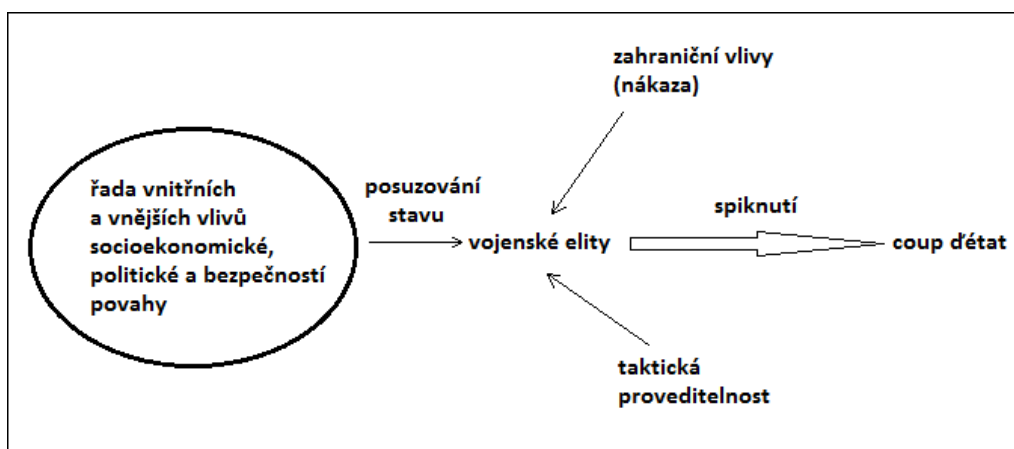 zahraniční vlivy
(nákaza)
řada vnitřních
a vnějších vlivů
socioekonomické,
politické a bezpečností
povahy
posuzování
stavu
vojenské elity
spiknutí
coup ďétat
taktická
proveditelnost